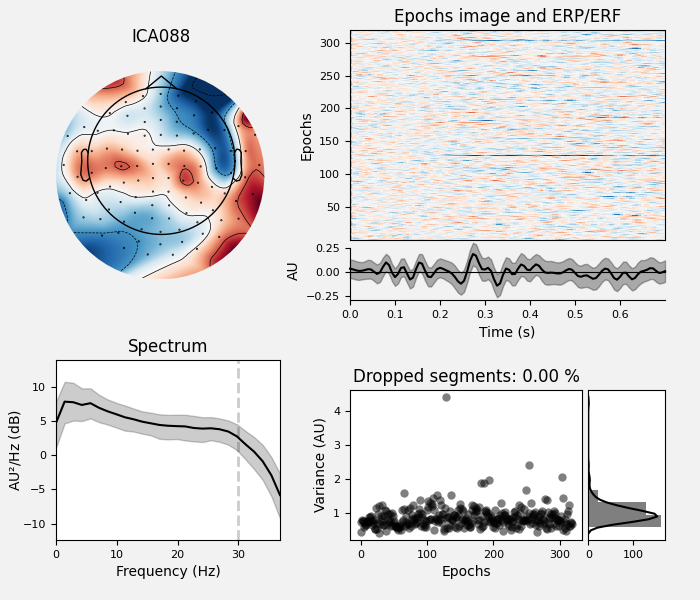 ICA088
Epochs image and ERP/ERF
Epochs
300
250
200
150
100
50
AU
0.25
0.00
−0.25
0.0 0.1 0.2 0.3 0.4 0.5 0.6
Time (s)
Spectrum
AU²/Hz (dB)
10
5
0
−5
−10
0 10 20 30
Frequency (Hz)
Dropped segments: 0.00 %
Variance (AU)
4
3
2
1
0 100 200 300
Epochs
0 100